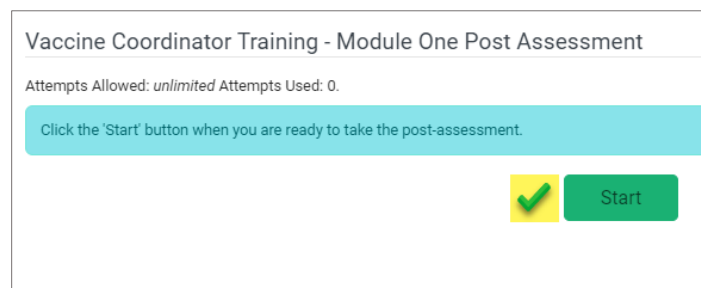 Vaccine Coordinator Training - Module One Post Assessment
Attempts Allowed: unlimited Attempts Used: 0.
Click the 'Start' button when you are ready to take the post-assessment.
Start